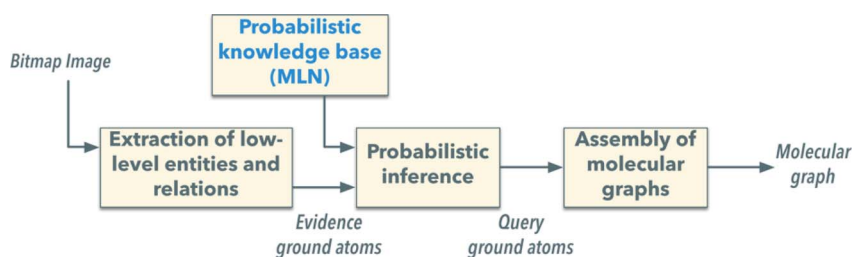 Bitmap Image
Probabilistic
knowledge base
(MLN)
Extraction of low-
level entities and
relations
Probabilistic
inference
Assembly of
molecular
graphs
Molecular
graph
Evidence
ground atoms
Query
ground atoms